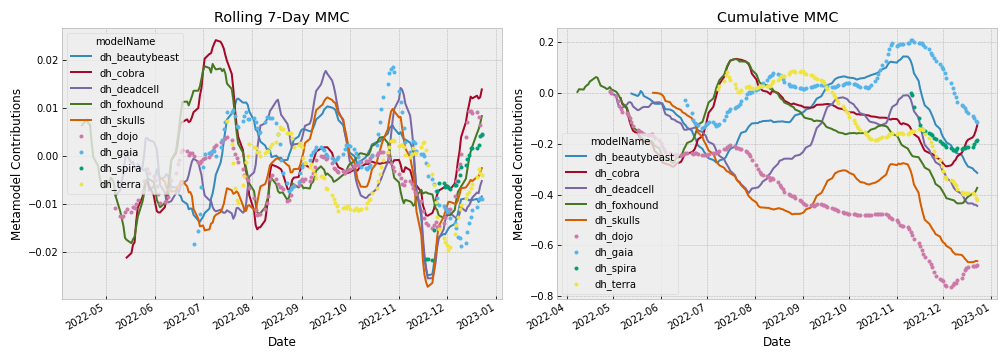 Rolling 7-Day MMC
Metamodel Contributions
0.02
0.01
0.00
−0.01
−0.02
modelName
dh_beautybeast
dh_cobra
dh_deadcell
dh_foxhound
dh_skulls
dh_dojo
dh_gaia
dh_spira
dh_terra
2022-05
2022-06
2022-07
2022-08
2022-09
2022-10
2022-11
2022-12
2023-01
Date
Cumulative MMC
Metamodel Contributions
0.2
0.0
−0.2
−0.4
−0.6
−0.8
modelName
dh_beautybeast
dh_cobra
dh_deadcell
dh_foxhound
dh_skulls
dh_dojo
dh_gaia
dh_spira
dh_terra
2022-04
2022-05
2022-06
2022-07
2022-08
2022-09
2022-10
2022-11
2022-12
2023-01
Date